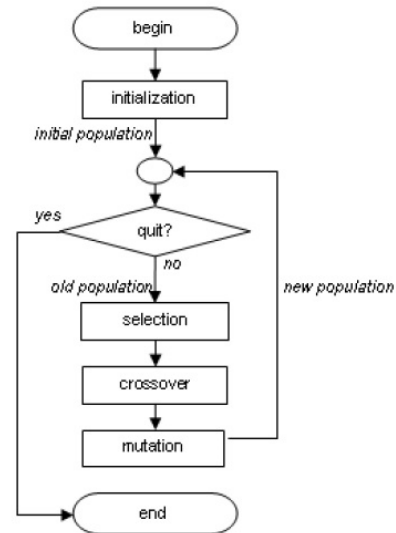 begin
initialization
initial population
yes
quit?
no
old population
new population
selection
crossover
mutation
end